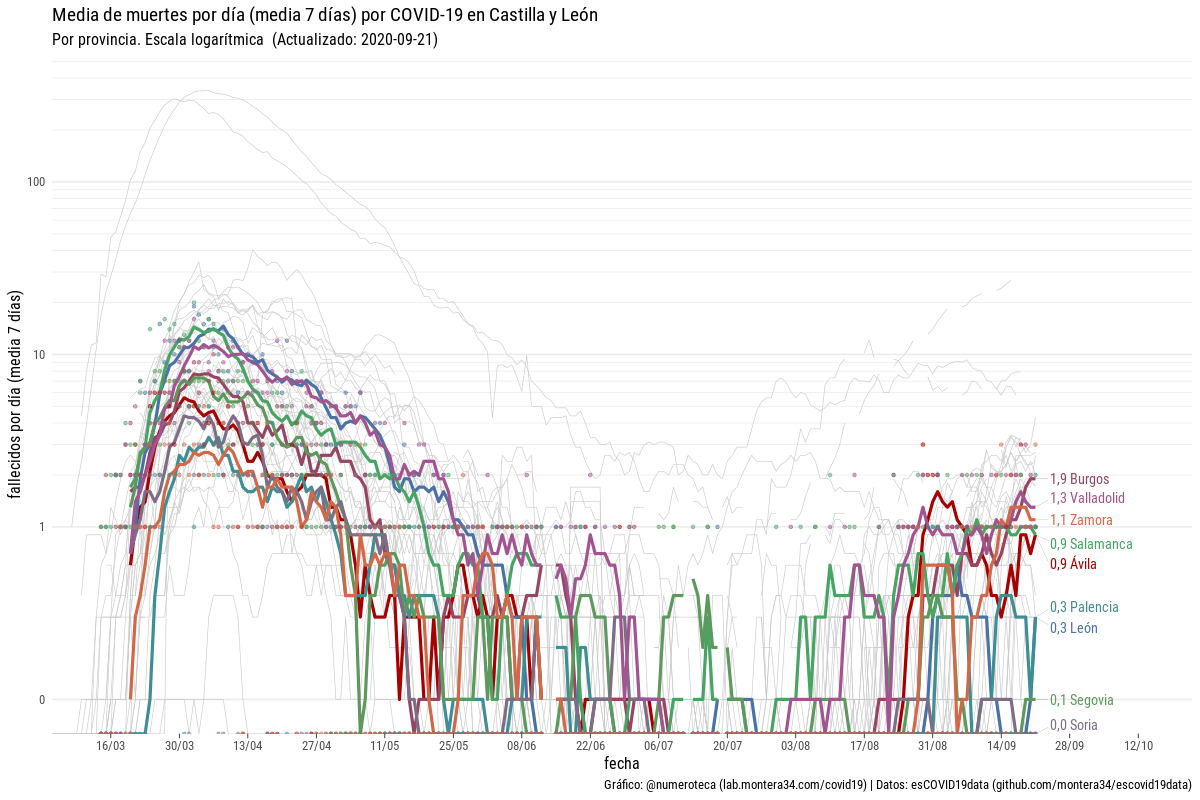 Media de muertes por día (media 7 días) por COVID-19 en Castilla y León
Por provincia. Escala logarítmica  (Actualizado: 2020-09-21)
fallecidos por día (media 7 días)
100
10
1
0
1,9 Burgos
1,3 Valladolid
1,1 Zamora
0,9 Salamanca
0,9 Ávila
0,3 Palencia
0,3 León
0,1 Segovia
0,0 Soria
16/03 30/03 13/04 27/04 11/05 25/05 08/06 22/06 06/07 20/07 03/08 17/08 31/08 14/09 28/09 12/10
fecha
Gráfico: @numeroteca (lab.montera34.com/covid19) | Datos: esCOVID19data (github.com/montera34/escovid19data)